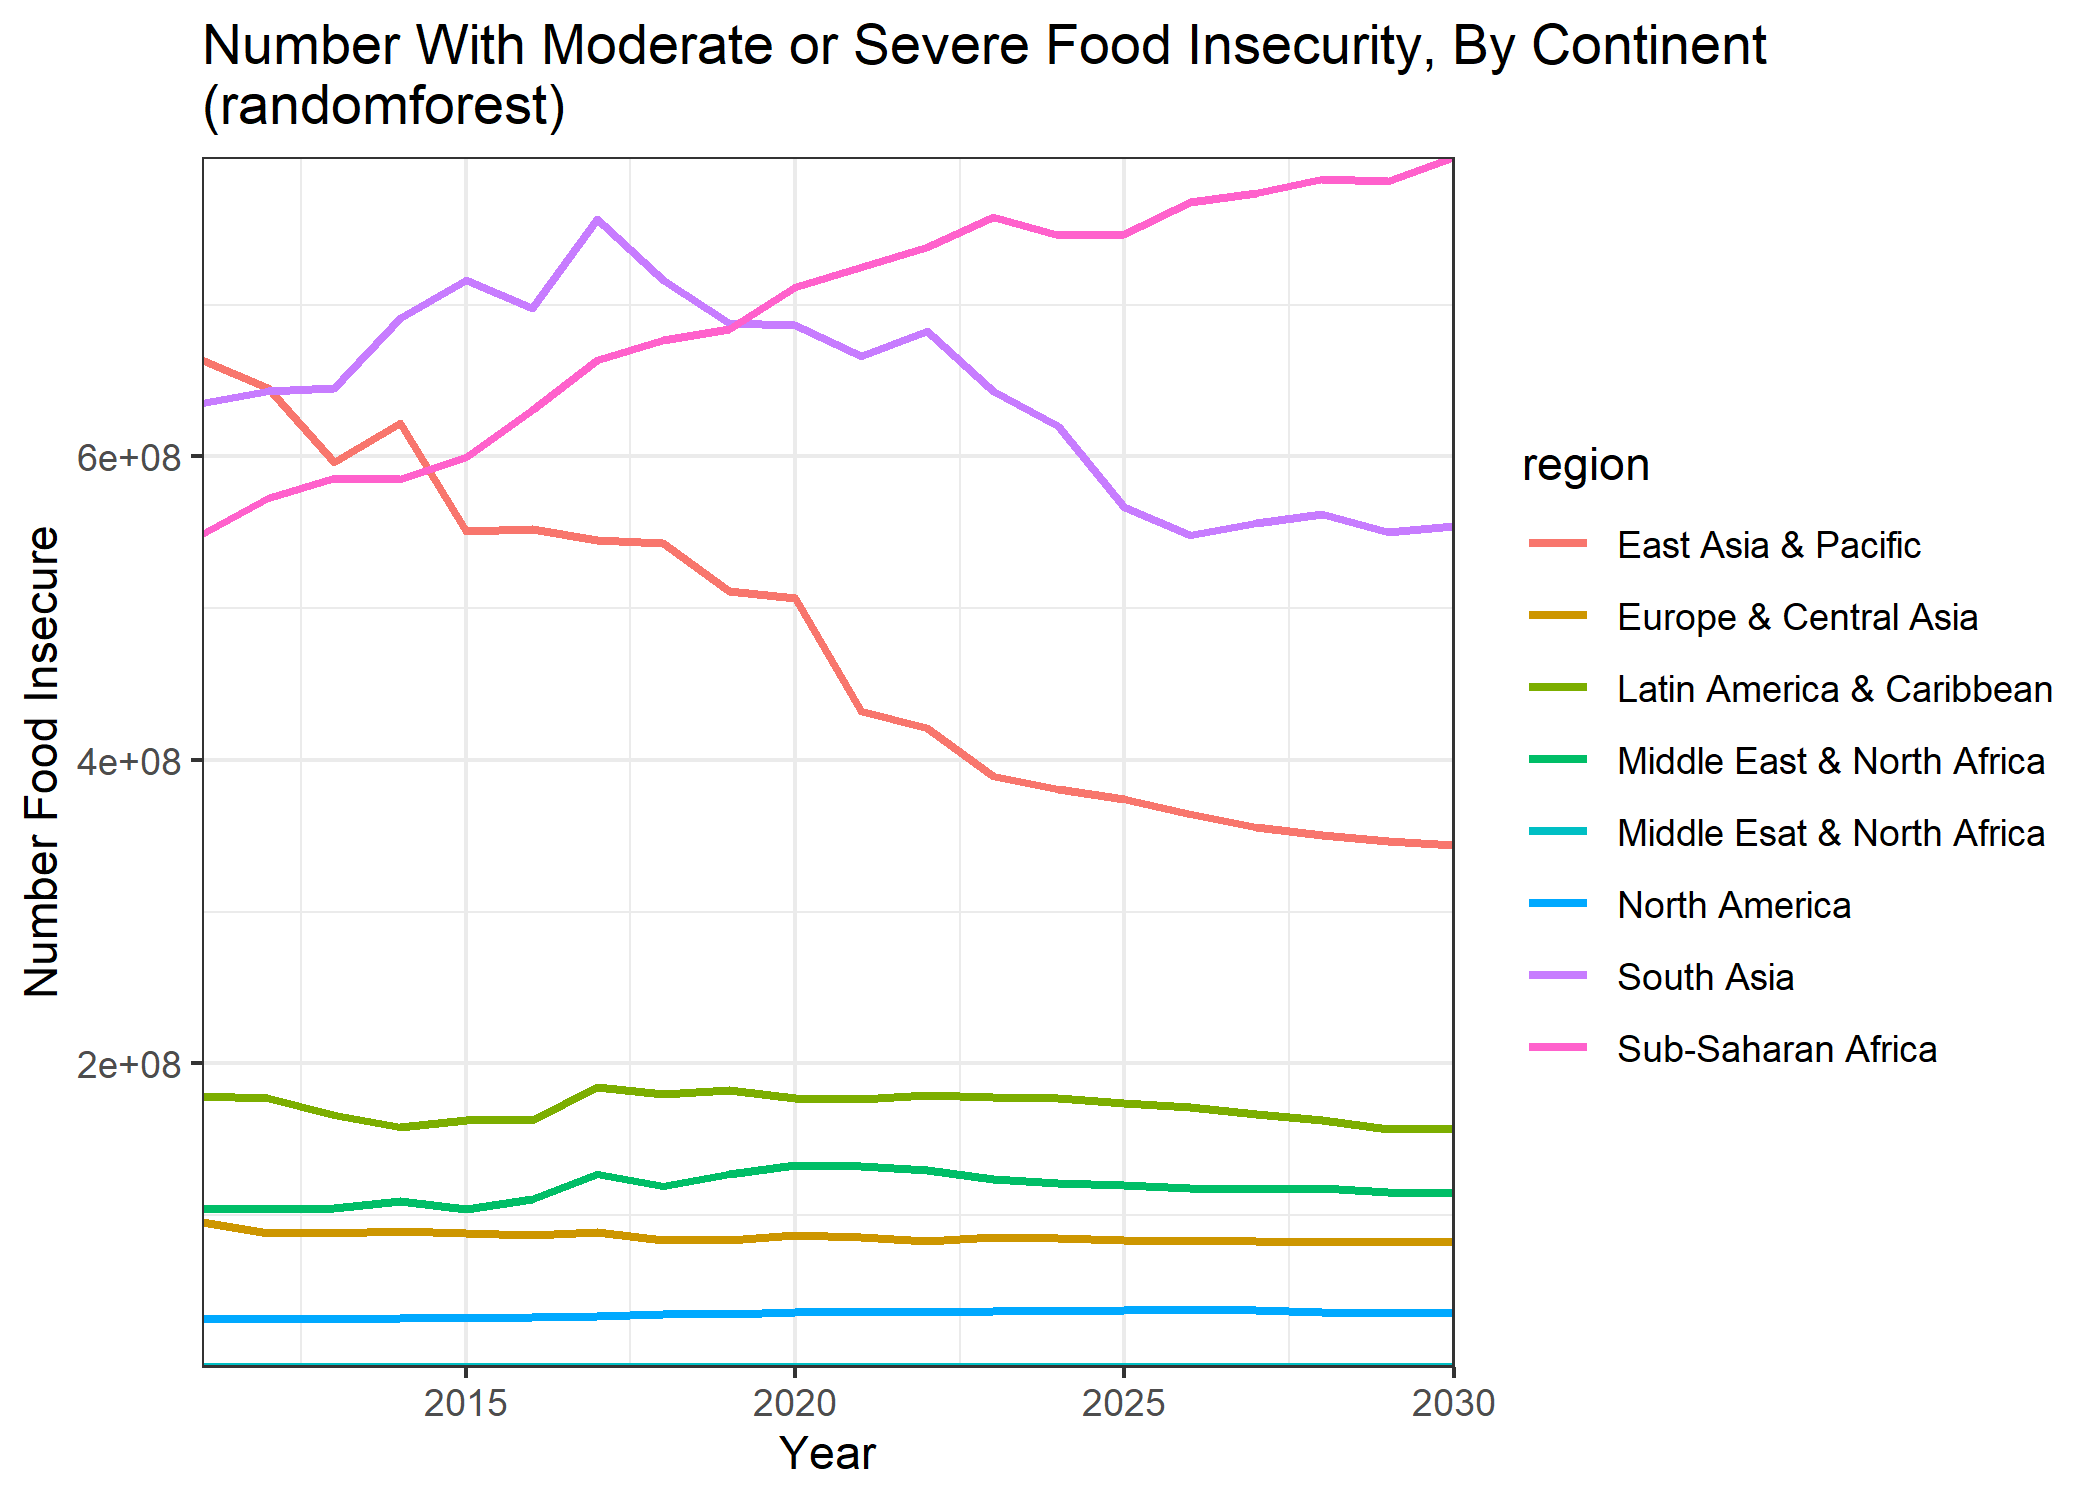 Number With Moderate or Severe Food Insecurity, By Continent
(randomforest)
Number Food Insecure
6e+08
4e+08
2e+08
2015
2020
2025
2030
Year
region
East Asia & Pacific
Europe & Central Asia
Latin America & Caribbean
Middle East & North Africa
Middle Esat & North Africa
North America
South Asia
Sub-Saharan Africa